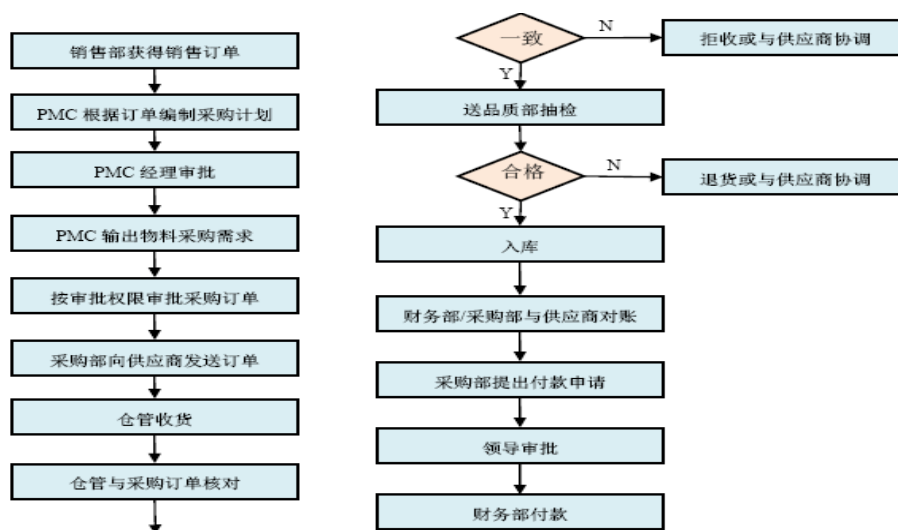 销售部获得销售订单
PMC 根据订单编制采购计划
PMC 经理审批
PMC 输出物料采购需求
按审批权限审批采购订单
采购部向供应商发送订单
仓管收货
仓管与采购订单核对
一致
N
拒收或与供应商协调
Y
送品质部抽检
合格
N
退货或与供应商协调
Y
入库
财务部/采购部与供应商对账
采购部提出付款申请
领导审批
财务部付款